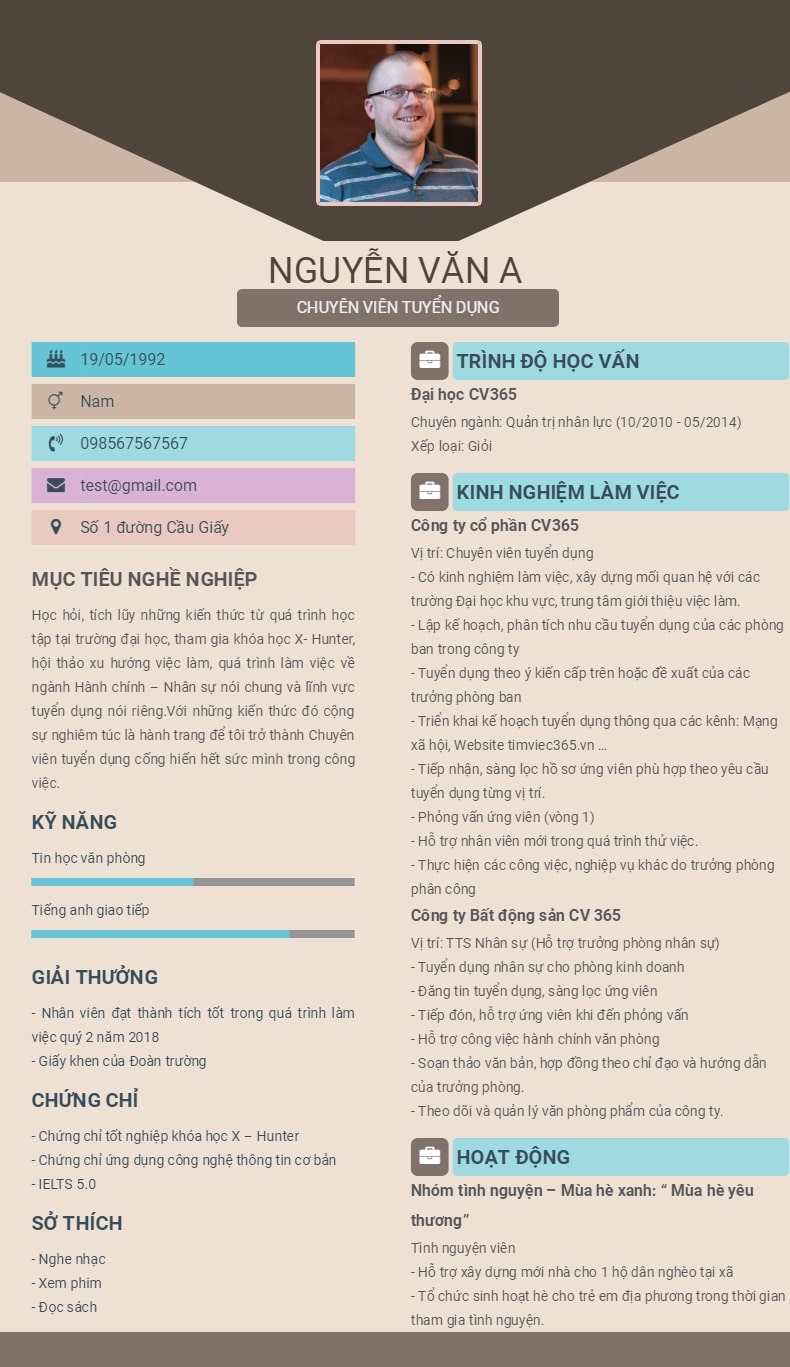 NGUYỄN VĂN A
CHUYÊN VIÊN TUYỂN DỤNG
19/05/1992
Nam
098567567567
test@gmail.com
Số 1 đường Cầu Giấy
MỤC TIÊU NGHỀ NGHIỆP
Học hỏi, tích lũy những kiến thức từ quá trình học
tập tại trường đại học, tham gia khóa học X- Hunter,
hội thảo xu hướng việc làm, quá trình làm việc về
ngành Hành chính – Nhân sự nói chung và lĩnh vực
tuyển dụng nói riêng.Với những kiến thức đó cộng
sự nghiêm túc là hành trang để tôi trở thành Chuyên
viên tuyển dụng cống hiến hết sức mình trong công
việc.
KỸ NĂNG
Tin học văn phòng
Tiếng anh giao tiếp
GIẢI THƯỞNG
- Nhân viên đạt thành tích tốt trong quá trình làm
việc quý 2 năm 2018
- Giấy khen của Đoàn trường
CHỨNG CHỈ
- Chứng chỉ tốt nghiệp khóa học X – Hunter
- Chứng chỉ ứng dụng công nghệ thông tin cơ bản
- IELTS 5.0
SỞ THÍCH
- Nghe nhạc
- Xem phim
- Đọc sách
TRÌNH ĐỘ HỌC VẤN
Đại học CV365
Chuyên ngành: Quản trị nhân lực (10/2010 - 05/2014)
Xếp loại: Giỏi
KINH NGHIỆM LÀM VIỆC
Công ty cổ phần CV365
Vị trí: Chuyên viên tuyển dụng
- Có kinh nghiệm làm việc, xây dựng mối quan hệ với các
trường Đại học khu vực, trung tâm giới thiệu việc làm.
- Lập kế hoạch, phân tích nhu cầu tuyển dụng của các phòng
ban trong công ty
- Tuyển dụng theo ý kiến cấp trên hoặc đề xuất của các
trưởng phòng ban
- Triển khai kế hoạch tuyển dụng thông qua các kênh: Mạng
xã hội, Website timviec365.vn ...
- Tiếp nhận, sàng lọc hồ sơ ứng viên phù hợp theo yêu cầu
tuyển dụng từng vị trí.
- Phỏng vấn ứng viên (vòng 1)
- Hỗ trợ nhân viên mới trong quá trình thử việc.
- Thực hiện các công việc, nghiệp vụ khác do trưởng phòng
phân công
Công ty Bất động sản CV 365
Vị trí: TTS Nhân sự (Hỗ trợ trưởng phòng nhân sự)
- Tuyển dụng nhân sự cho phòng kinh doanh
- Đăng tin tuyển dụng, sàng lọc ứng viên
- Tiếp đón, hỗ trợ ứng viên khi đến phỏng vấn
- Hỗ trợ công việc hành chính văn phòng
- Soạn thảo văn bản, hợp đồng theo chỉ đạo và hướng dẫn
của trưởng phòng.
- Theo dõi và quản lý văn phòng phẩm của công ty.
HOẠT ĐỘNG
Nhóm tình nguyện – Mùa hè xanh: “ Mùa hè yêu
thương”
Tình nguyện viên
- Hỗ trợ xây dựng mới nhà cho 1 hộ dân nghèo tại xã
- Tổ chức sinh hoạt hè cho trẻ em địa phương trong thời gian
tham gia tình nguyện.